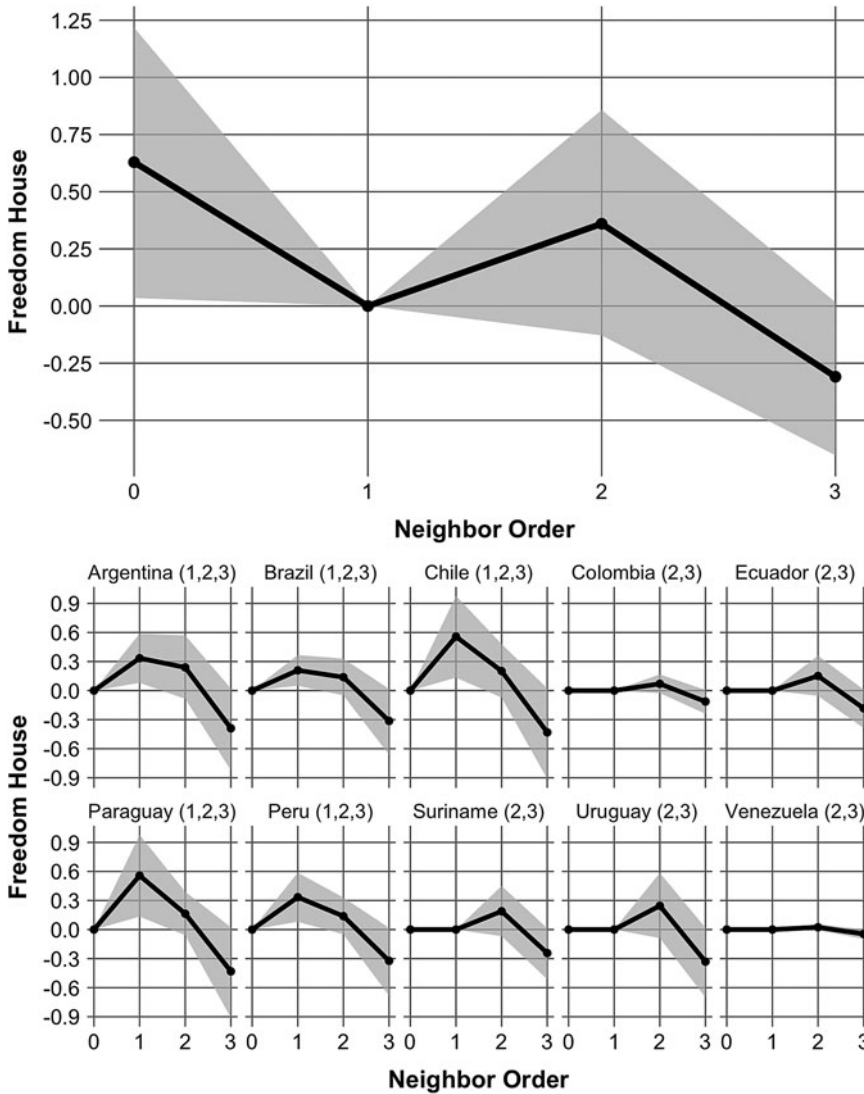 1.25
1.00
0.75
0.50
0.25
0.00
-0.25
-0.50
Freedom House
0 1 2 3
Neighbor Order
Argentina (1,2,3) Brazil (1,2,3) Chile (1,2,3) Colombia (2,3) Ecuador (2,3)
0.9
0.6
0.3
0.0
-0.3
-0.6
-0.9
Freedom House
Paraguay (1,2,3) Peru (1,2,3) Suriname (2,3) Uruguay (2,3) Venezuela (2,3)
0.9
0.6
0.3
0.0
-0.3
-0.6
-0.9
0 1 2 3 0 1 2 3 0 1 2 3 0 1 2 3 0 1 2 3
Neighbor Order